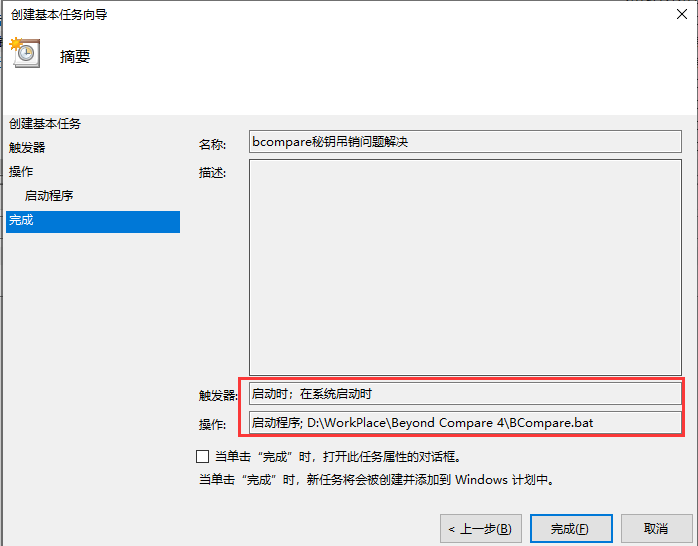 创建基本任务向导
摘要
创建基本任务
触发器
操作
启动程序
完成
名称:
bcompare秘钥吊销问题解决
描述:
触发器:
启动时；在系统启动时
操作:
启动程序; D:\WorkPlace\Beyond Compare 4\BCompare.bat
当单击“完成”时，打开此任务属性的对话框。
当单击“完成”时，新任务将会被创建并添加到 Windows 计划中。
< 上一步(B)
完成(F)
取消